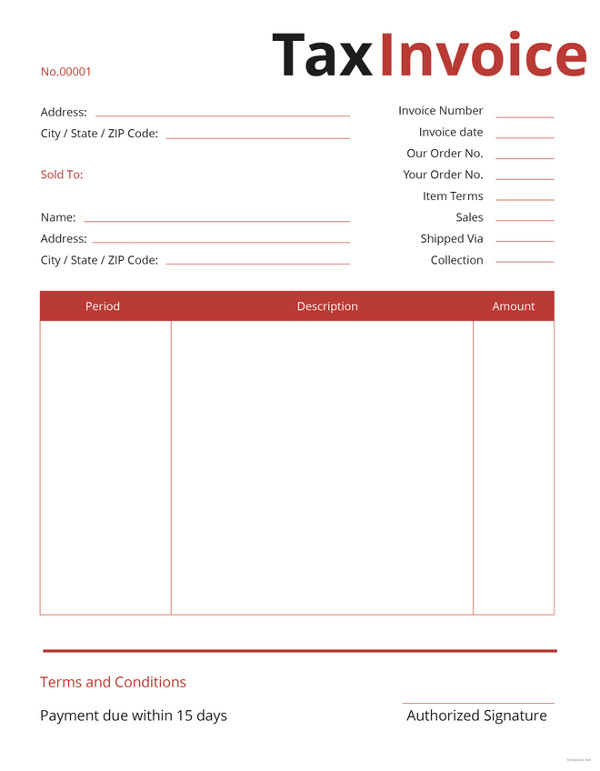 Tax Invoice
No.00001
Address:
City / State / ZIP Code:
Sold To:
Name:
Address:
City / State / ZIP Code:
Invoice Number
Invoice date
Our Order No.
Your Order No.
Item Terms
Sales
Shipped Via
Collection
Period Description Amount
Terms and Conditions
Payment due within 15 days
Authorized Signature
Template.net